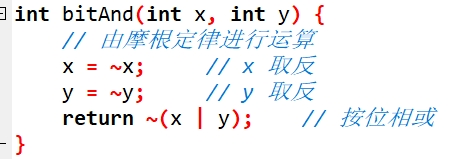 int bitAnd(int x, int y) {
// 由摩根定律进行运算
x = ~x; // x 取反
y = ~y; // y 取反
return ~(x | y); // 按位相或
}